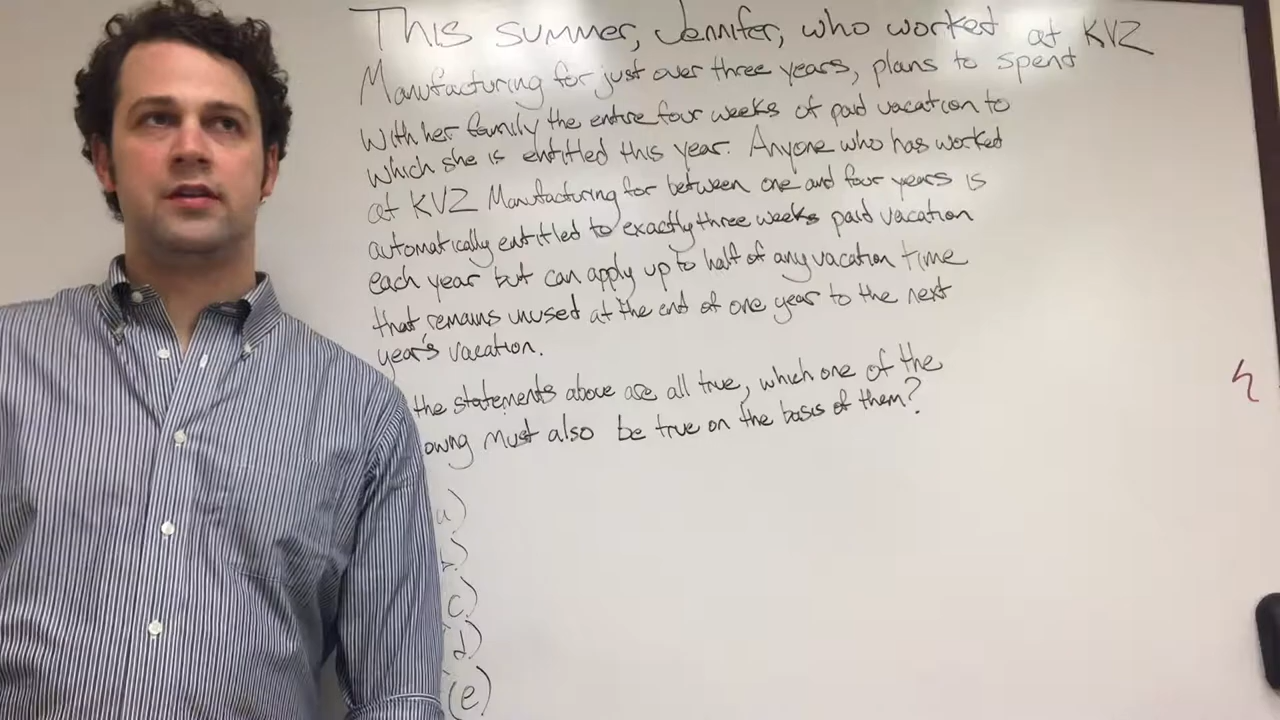 This summer, Jennifer, who worked at KVZ
Manufacturing for just over three years, plans to spend
with her family the entire four weeks of paid vacation to
which she is entitled this year. Anyone who has worked
at KVZ Manufacturing for between one and four years is
automatically entitled to exactly three weeks paid vacation
each year but can apply up to half of any vacation time
that remains unused at the end of one year to the next
year's vacation.
the statements above are all true, which one of the
owng must also be true on the basis of them?
a)
b)
c)
d)
(e)